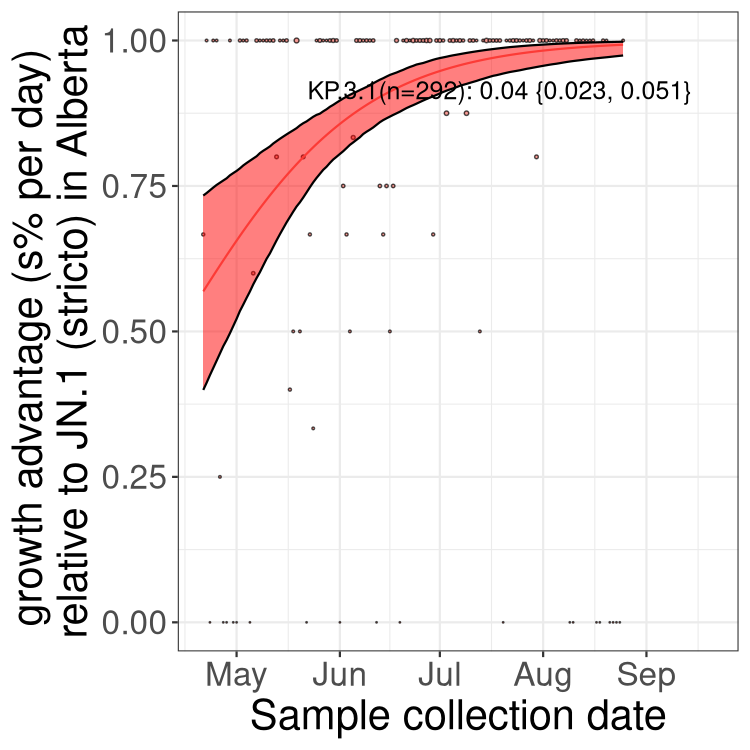 growth advantage (s% per day)
relative to JN.1 (stricto) in Alberta
1.00
0.75
0.50
0.25
0.00
KP.3.1(n=292): 0.04 {0.023, 0.051}
May Jun Jul Aug Sep
Sample collection date